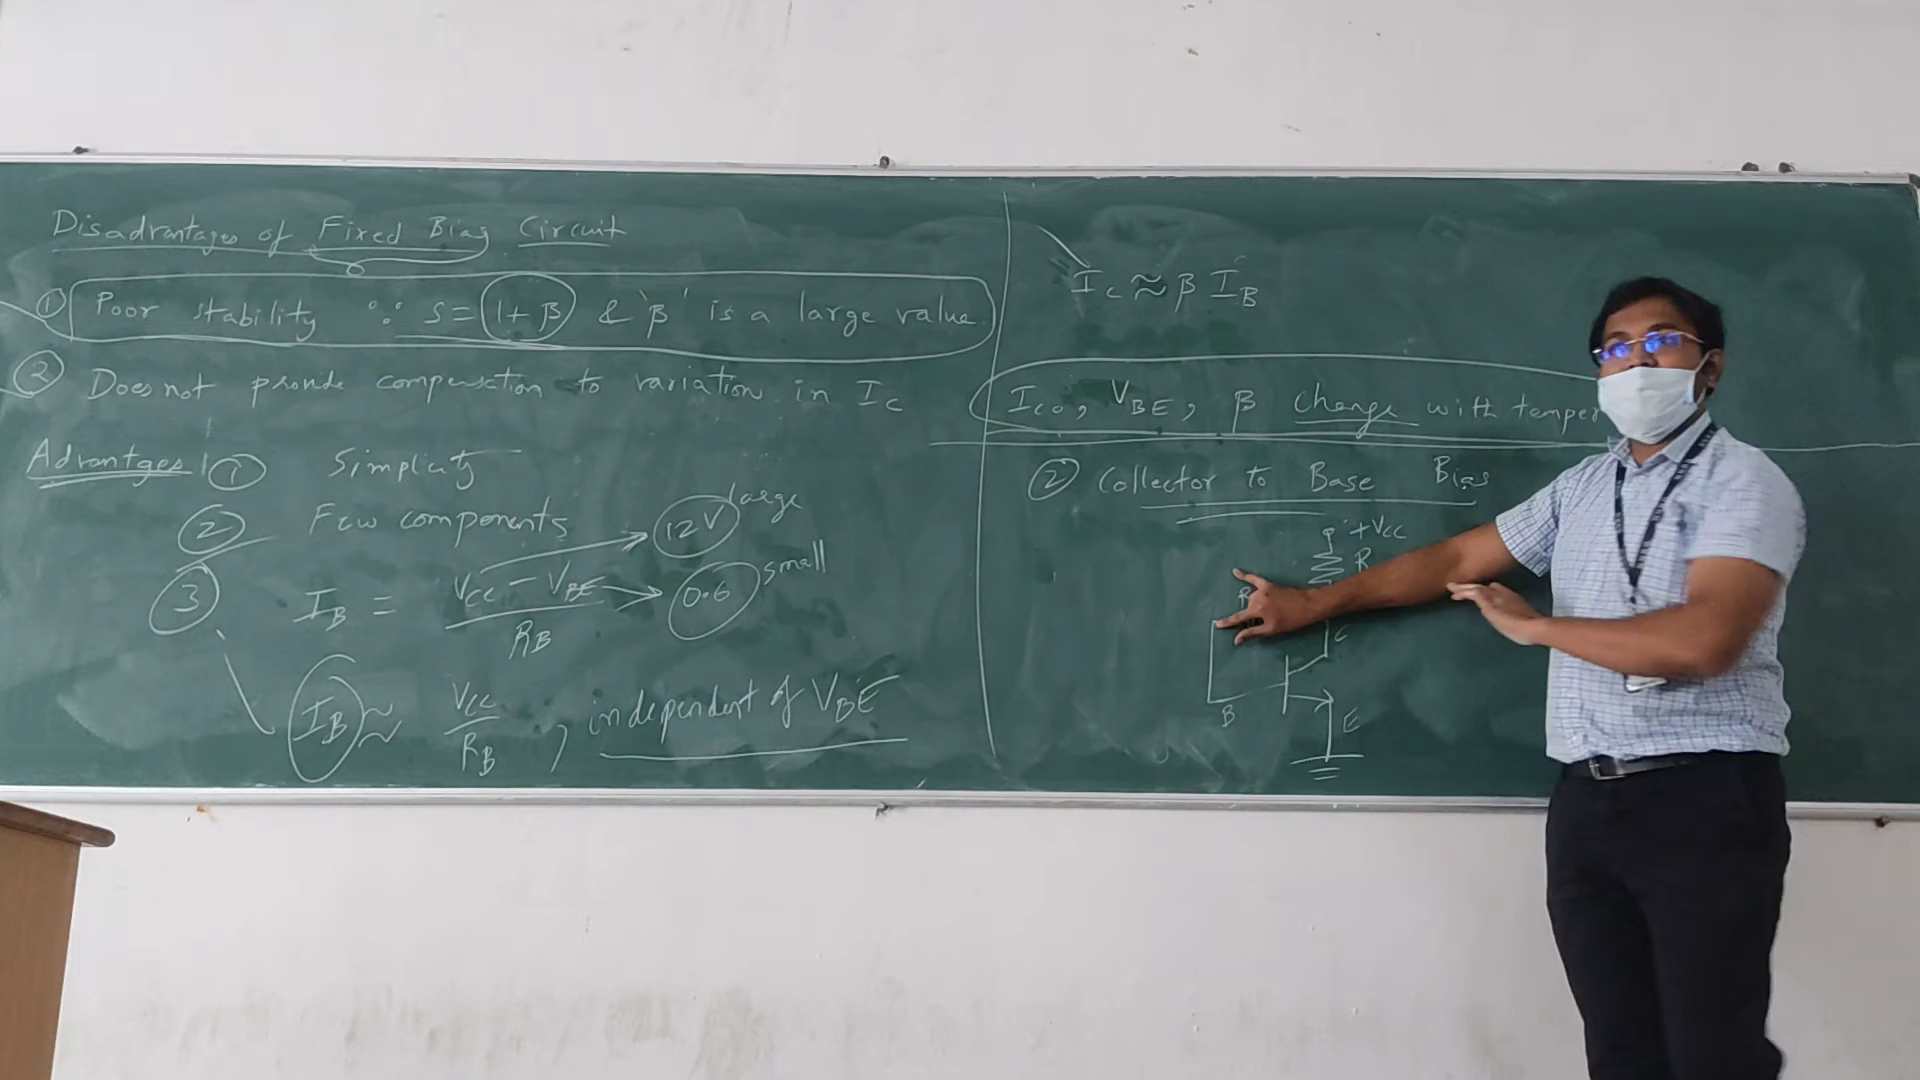 Disadvantages of Fixed Bias Circuit
① Poor stability ∵ S = 1+β & 'β' is a large value.
② Does not provide compensation to variation in IC
Advantages ① Simplicity
② Few components
③ IB = VCC - VBE / RB
12V large
0.6 small
IB ≈ VCC / RB , independent of VBE
IC ≈ β IB
ICO, VBE, β change with temper
② Collector to Base Bias
+VCC
R
R
C
B
E